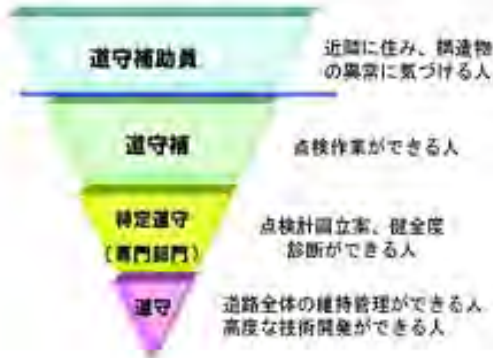 道守補助員
近隣に住み、構造物
の異常に気づける人
道守補
点検作業ができる人
特定道守
(専門部門)
点検計画立案、健全度
診断ができる人
道守
道路全体の維持管理ができる人
高度な技術開発ができる人